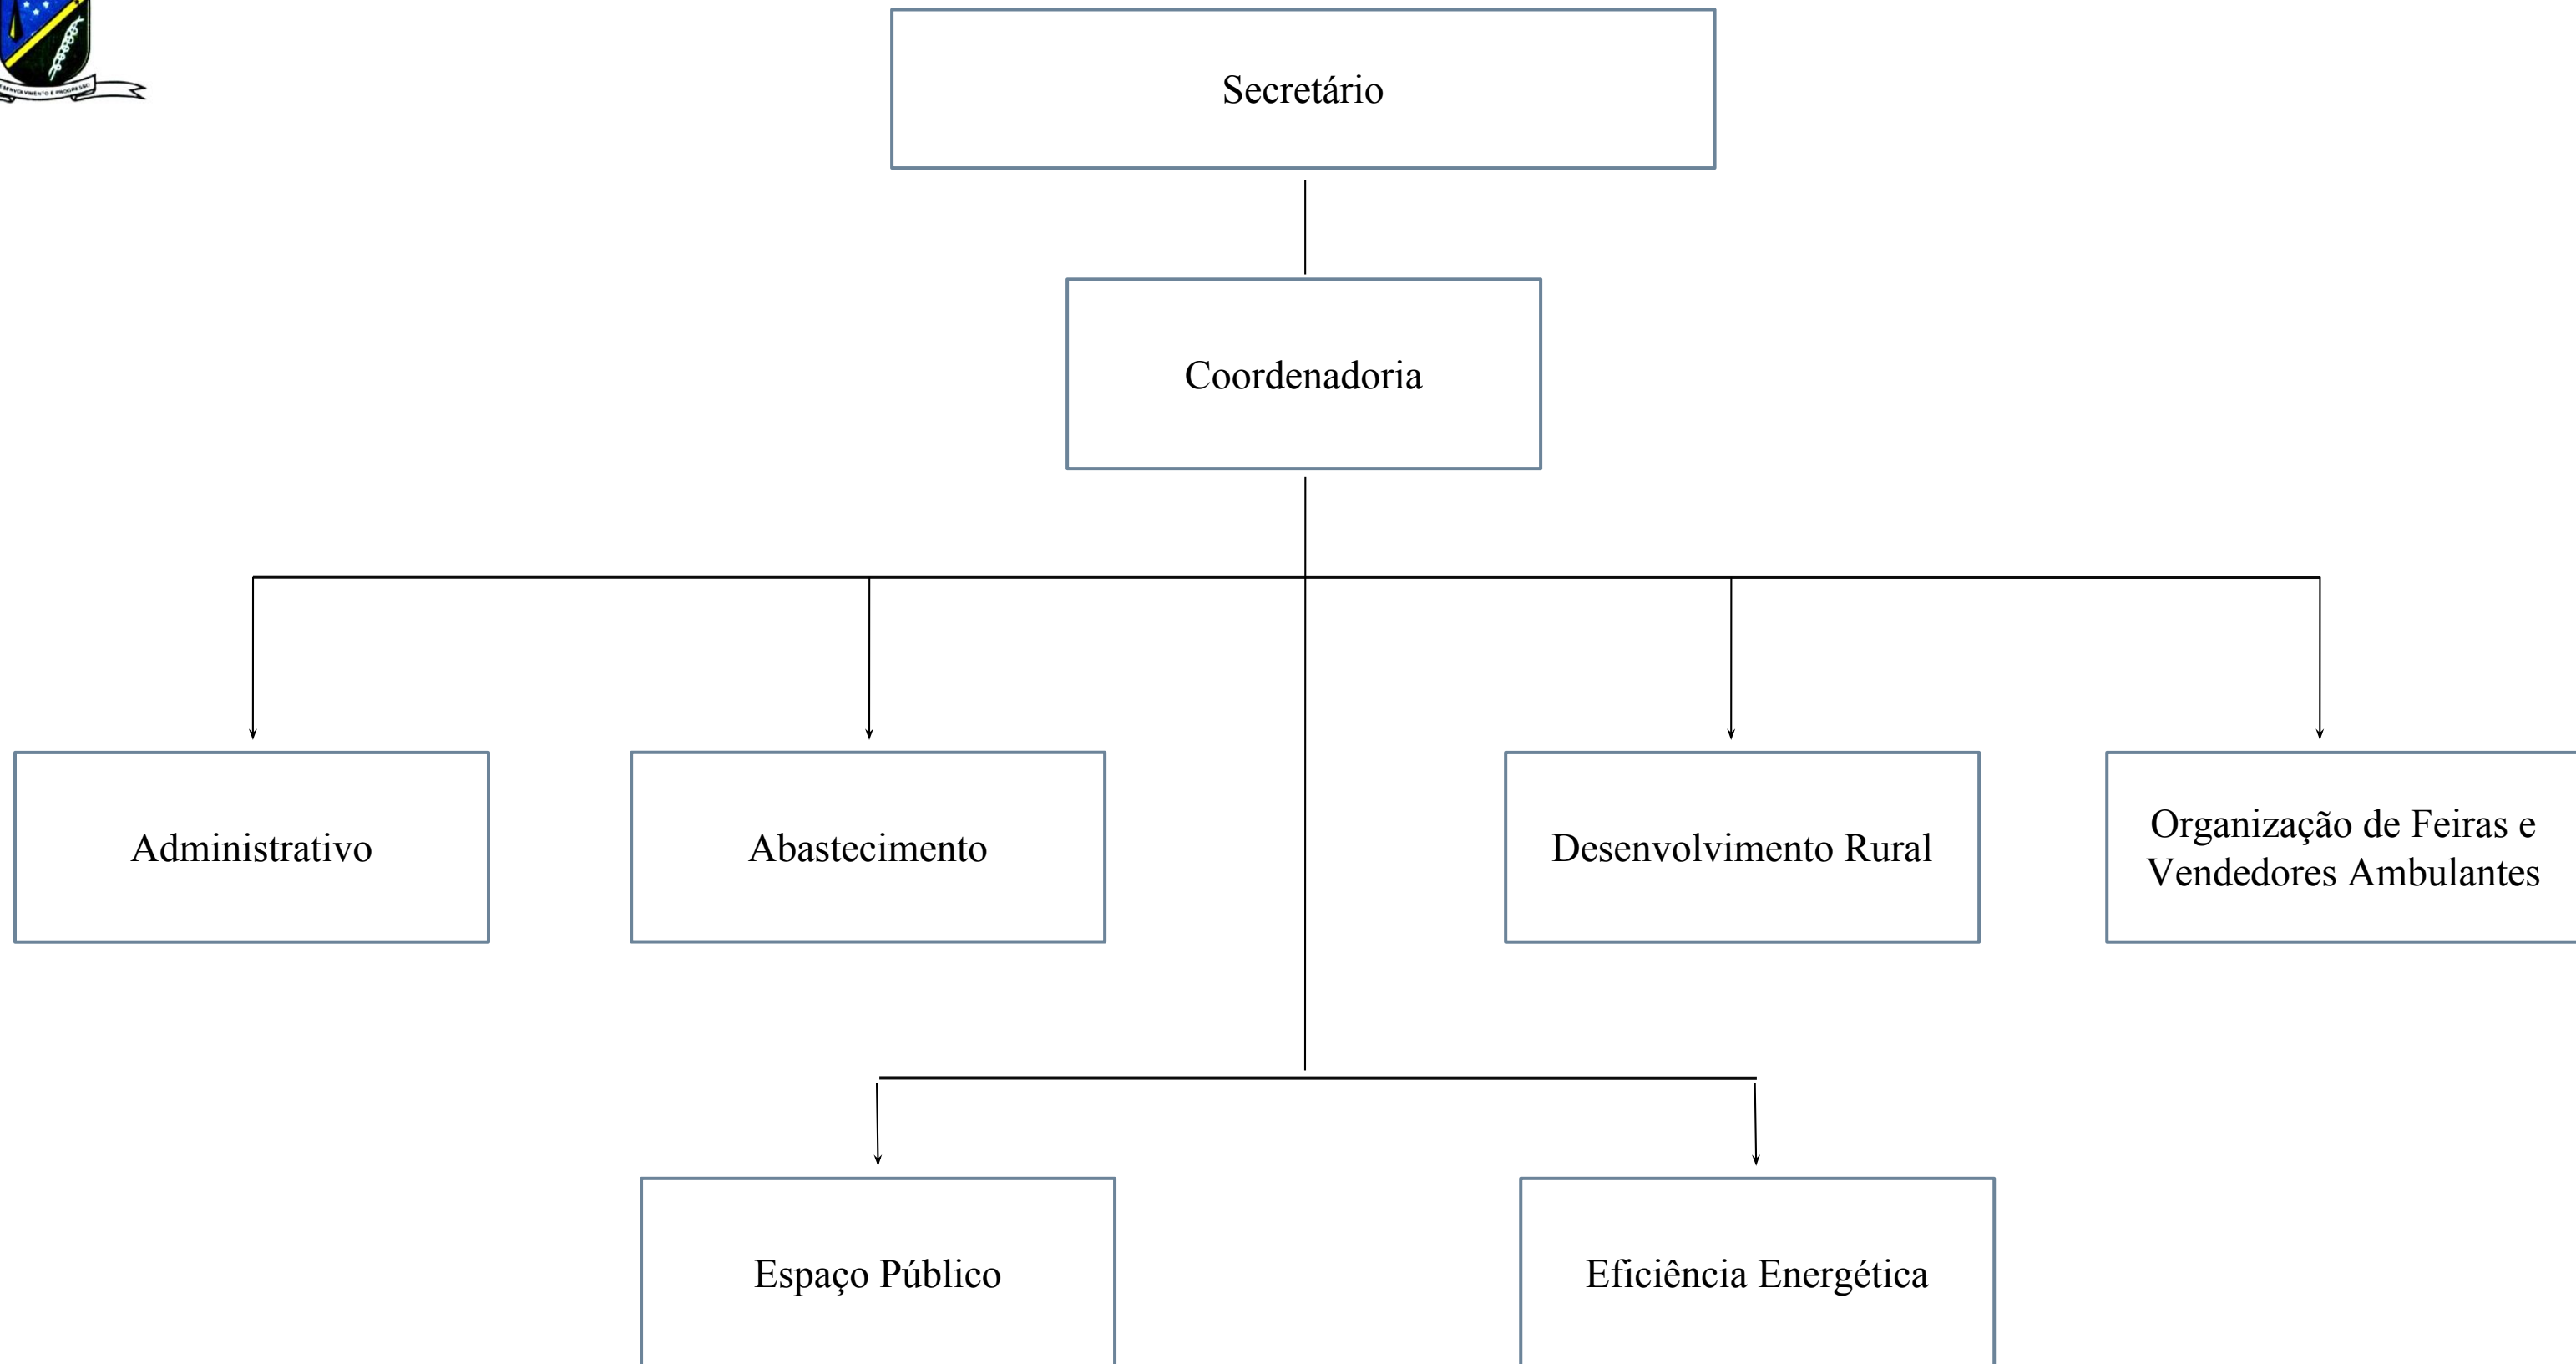 Secretário
Coordenadoria
Administrativo
Abastecimento
Desenvolvimento Rural
Organização de Feiras e
Vendedores Ambulantes
Espaço Público
Eficiência Energética